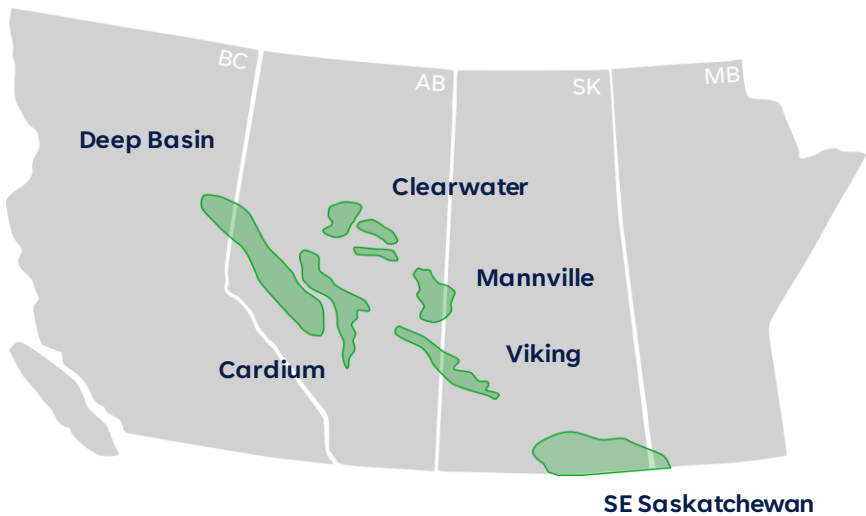 BC
AB
SK
MB
Deep Basin
Clearwater
Mannville
Viking
Cardium
SE Saskatchewan